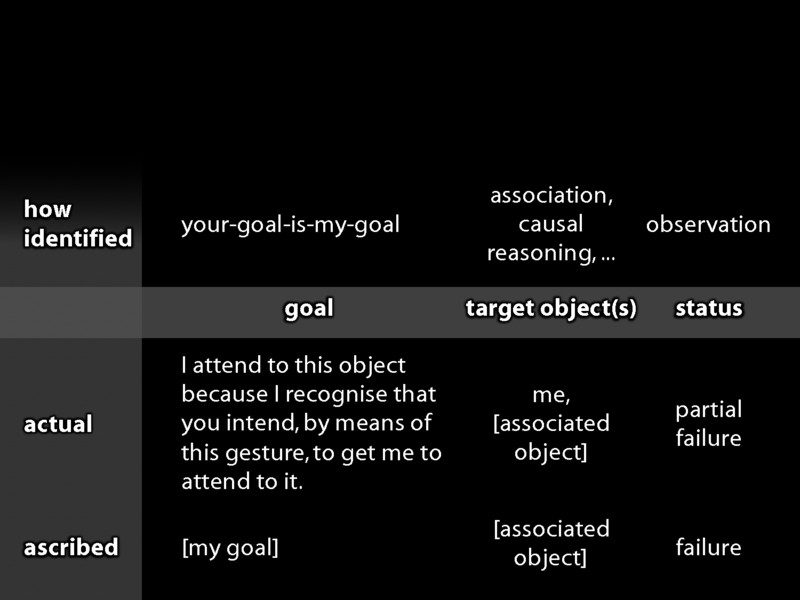 how
identified
your-goal-is-my-goal
association,
causal
reasoning, ...
observation
goal
target object(s)
status
actual
I attend to this object
because I recognise that
you intend, by means of
this gesture, to get me to
attend to it.
me,
[associated
object]
partial
failure
ascribed
[my goal]
[associated
object]
failure